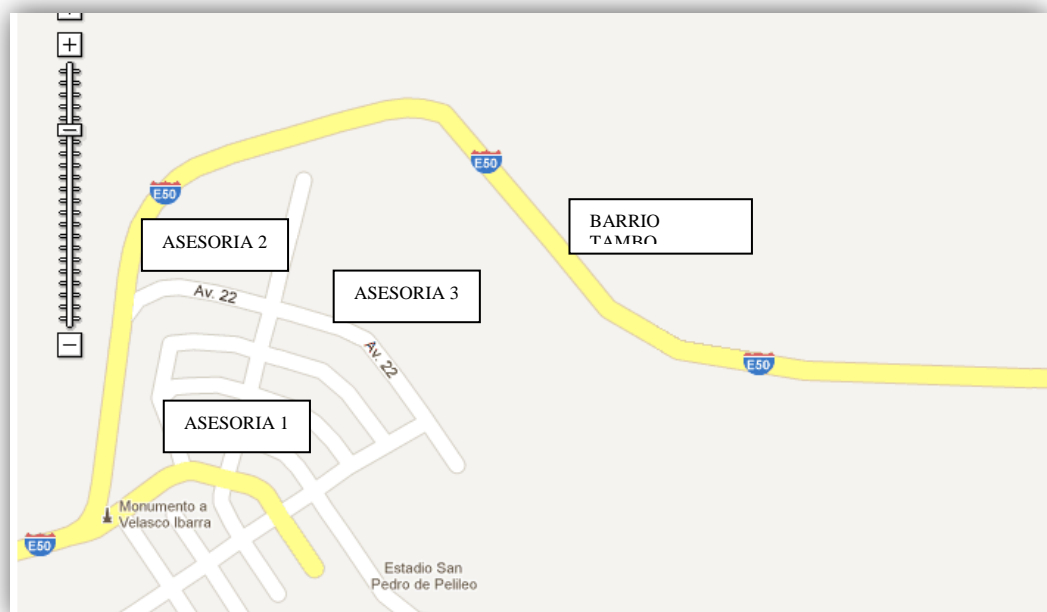 E50
E50
BARRIO
TAMBO
ASESORIA 2
ASESORIA 3
Av. 22
Av. 22
E50
ASESORIA 1
Monumento a
Velasco Ibarra
E50
Estadio San
Pedro de Pelileo